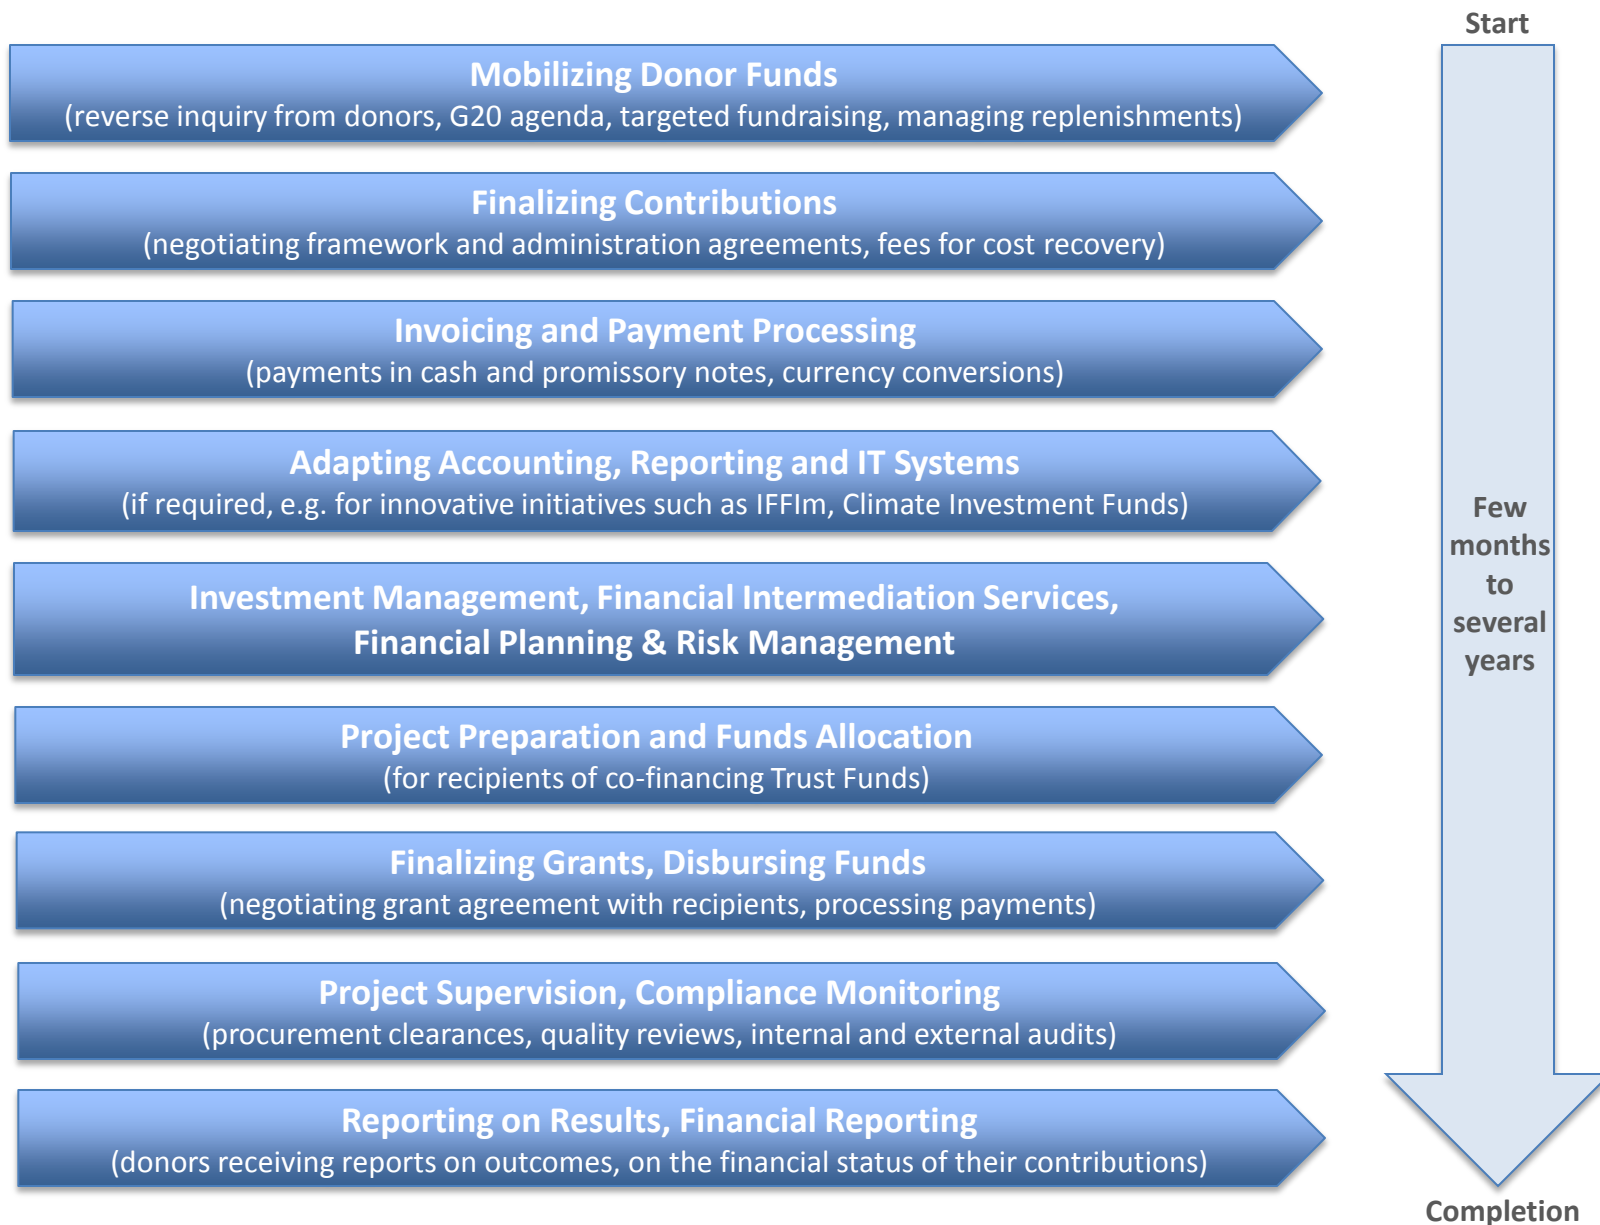 Start
Mobilizing Donor Funds
(reverse inquiry from donors, G20 agenda, targeted fundraising, managing replenishments)
Finalizing Contributions
(negotiating framework and administration agreements, fees for cost recovery)
Invoicing and Payment Processing
(payments in cash and promissory notes, currency conversions)
Adapting Accounting, Reporting and IT Systems
(if required, e.g. for innovative initiatives such as IFFIm, Climate Investment Funds)
Investment Management, Financial Intermediation Services,
Financial Planning & Risk Management
Project Preparation and Funds Allocation
(for recipients of co-financing Trust Funds)
Finalizing Grants, Disbursing Funds
(negotiating grant agreement with recipients, processing payments)
Project Supervision, Compliance Monitoring
(procurement clearances, quality reviews, internal and external audits)
Reporting on Results, Financial Reporting
(donors receiving reports on outcomes, on the financial status of their contributions)
Few
months
to
several
years
Completion